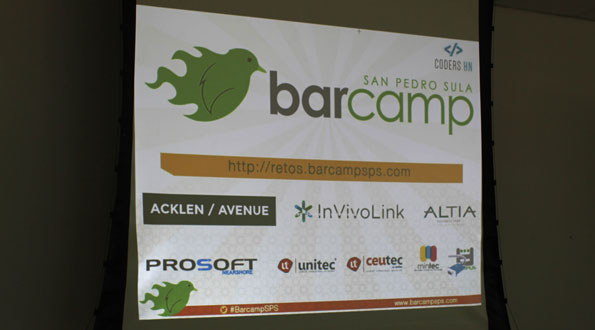 </> CODERS HN
SAN PEDRO SULA
barcamp
http://retos.barcampsps.com
ACKLEN / AVENUE
InVivoLink
ALTIA
PROSOFT
NEARSHORE
unitec
ceutec
#BarcampSPS
www.barcampsps.com